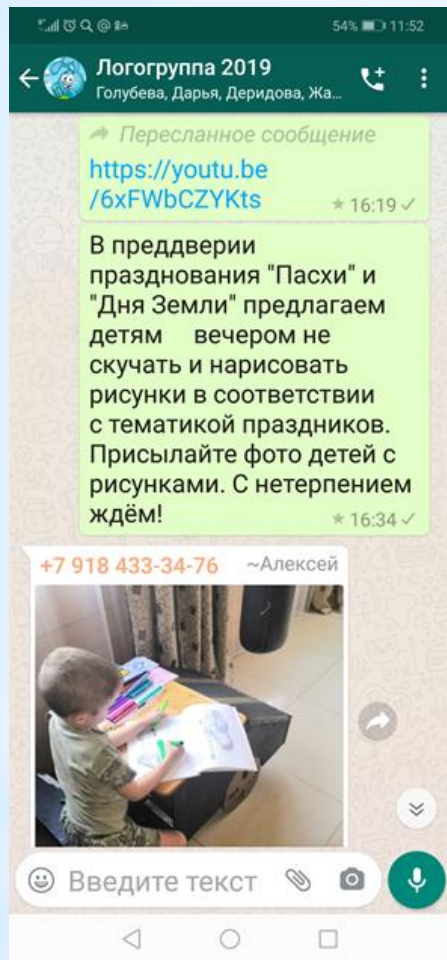 54% 11:52
Логогруппа 2019
Голубева, Дарья, Деридова, Жа...
Пересланное сообщение
https://youtu.be
/6xFWbCZYKts
16:19
В преддверии
празднования "Пасхи" и
"Дня Земли" предлагаем
детям вечером не
скучать и нарисовать
рисунки в соответствии
с тематикой праздников.
Присылайте фото детей с
рисунками. С нетерпением
ждём!
16:34
+7 918 433-34-76 ~Алексей
Введите текст